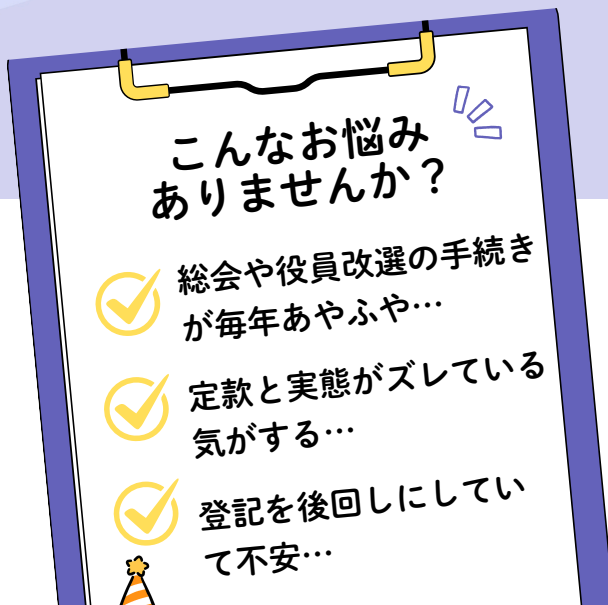 こんなお悩み
ありませんか？
総会や役員改選の手続き
が毎年あやふや…
定款と実態がズレている
気がする…
登記を後回しにしてい
て不安…